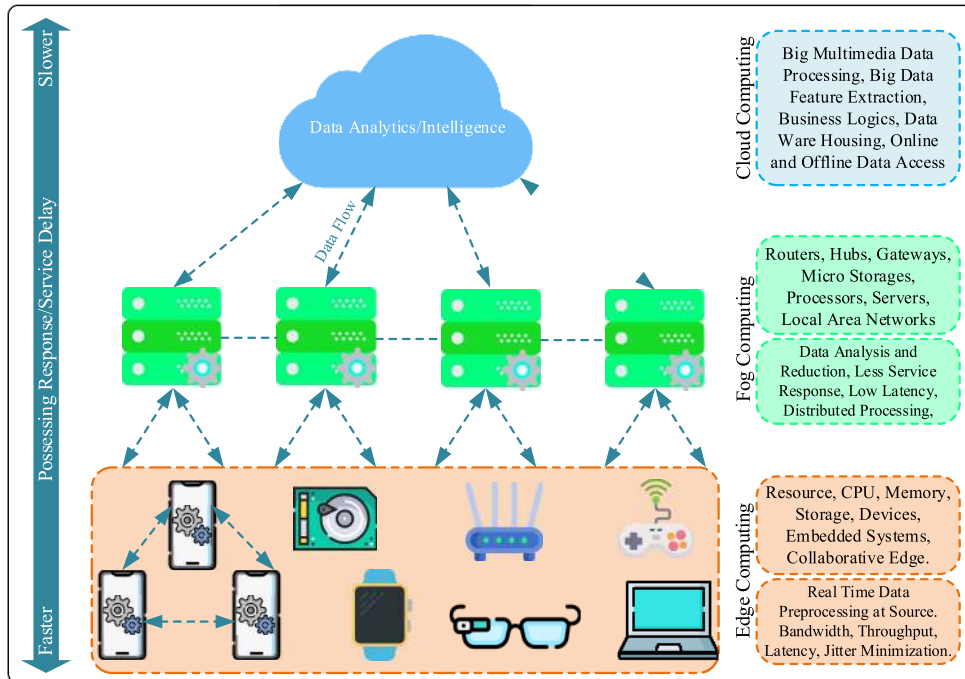 Slower
Possessing Response/Service Delay
Faster
Data Analytics/Intelligence
Data Flow
Cloud Computing
Big Multimedia Data
Processing, Big Data
Feature Extraction,
Business Logics, Data
Ware Housing, Online
and Offline Data Access
Fog Computing
Routers, Hubs, Gateways,
Micro Storages,
Processors, Servers,
Local Area Networks
Data Analysis and
Reduction, Less Service
Response, Low Latency,
Distributed Processing,
Edge Computing
Resource, CPU, Memory,
Storage, Devices,
Embedded Systems,
Collaborative Edge.
Real Time Data
Preprocessing at Source.
Bandwidth, Throughput,
Latency, Jitter Minimization.